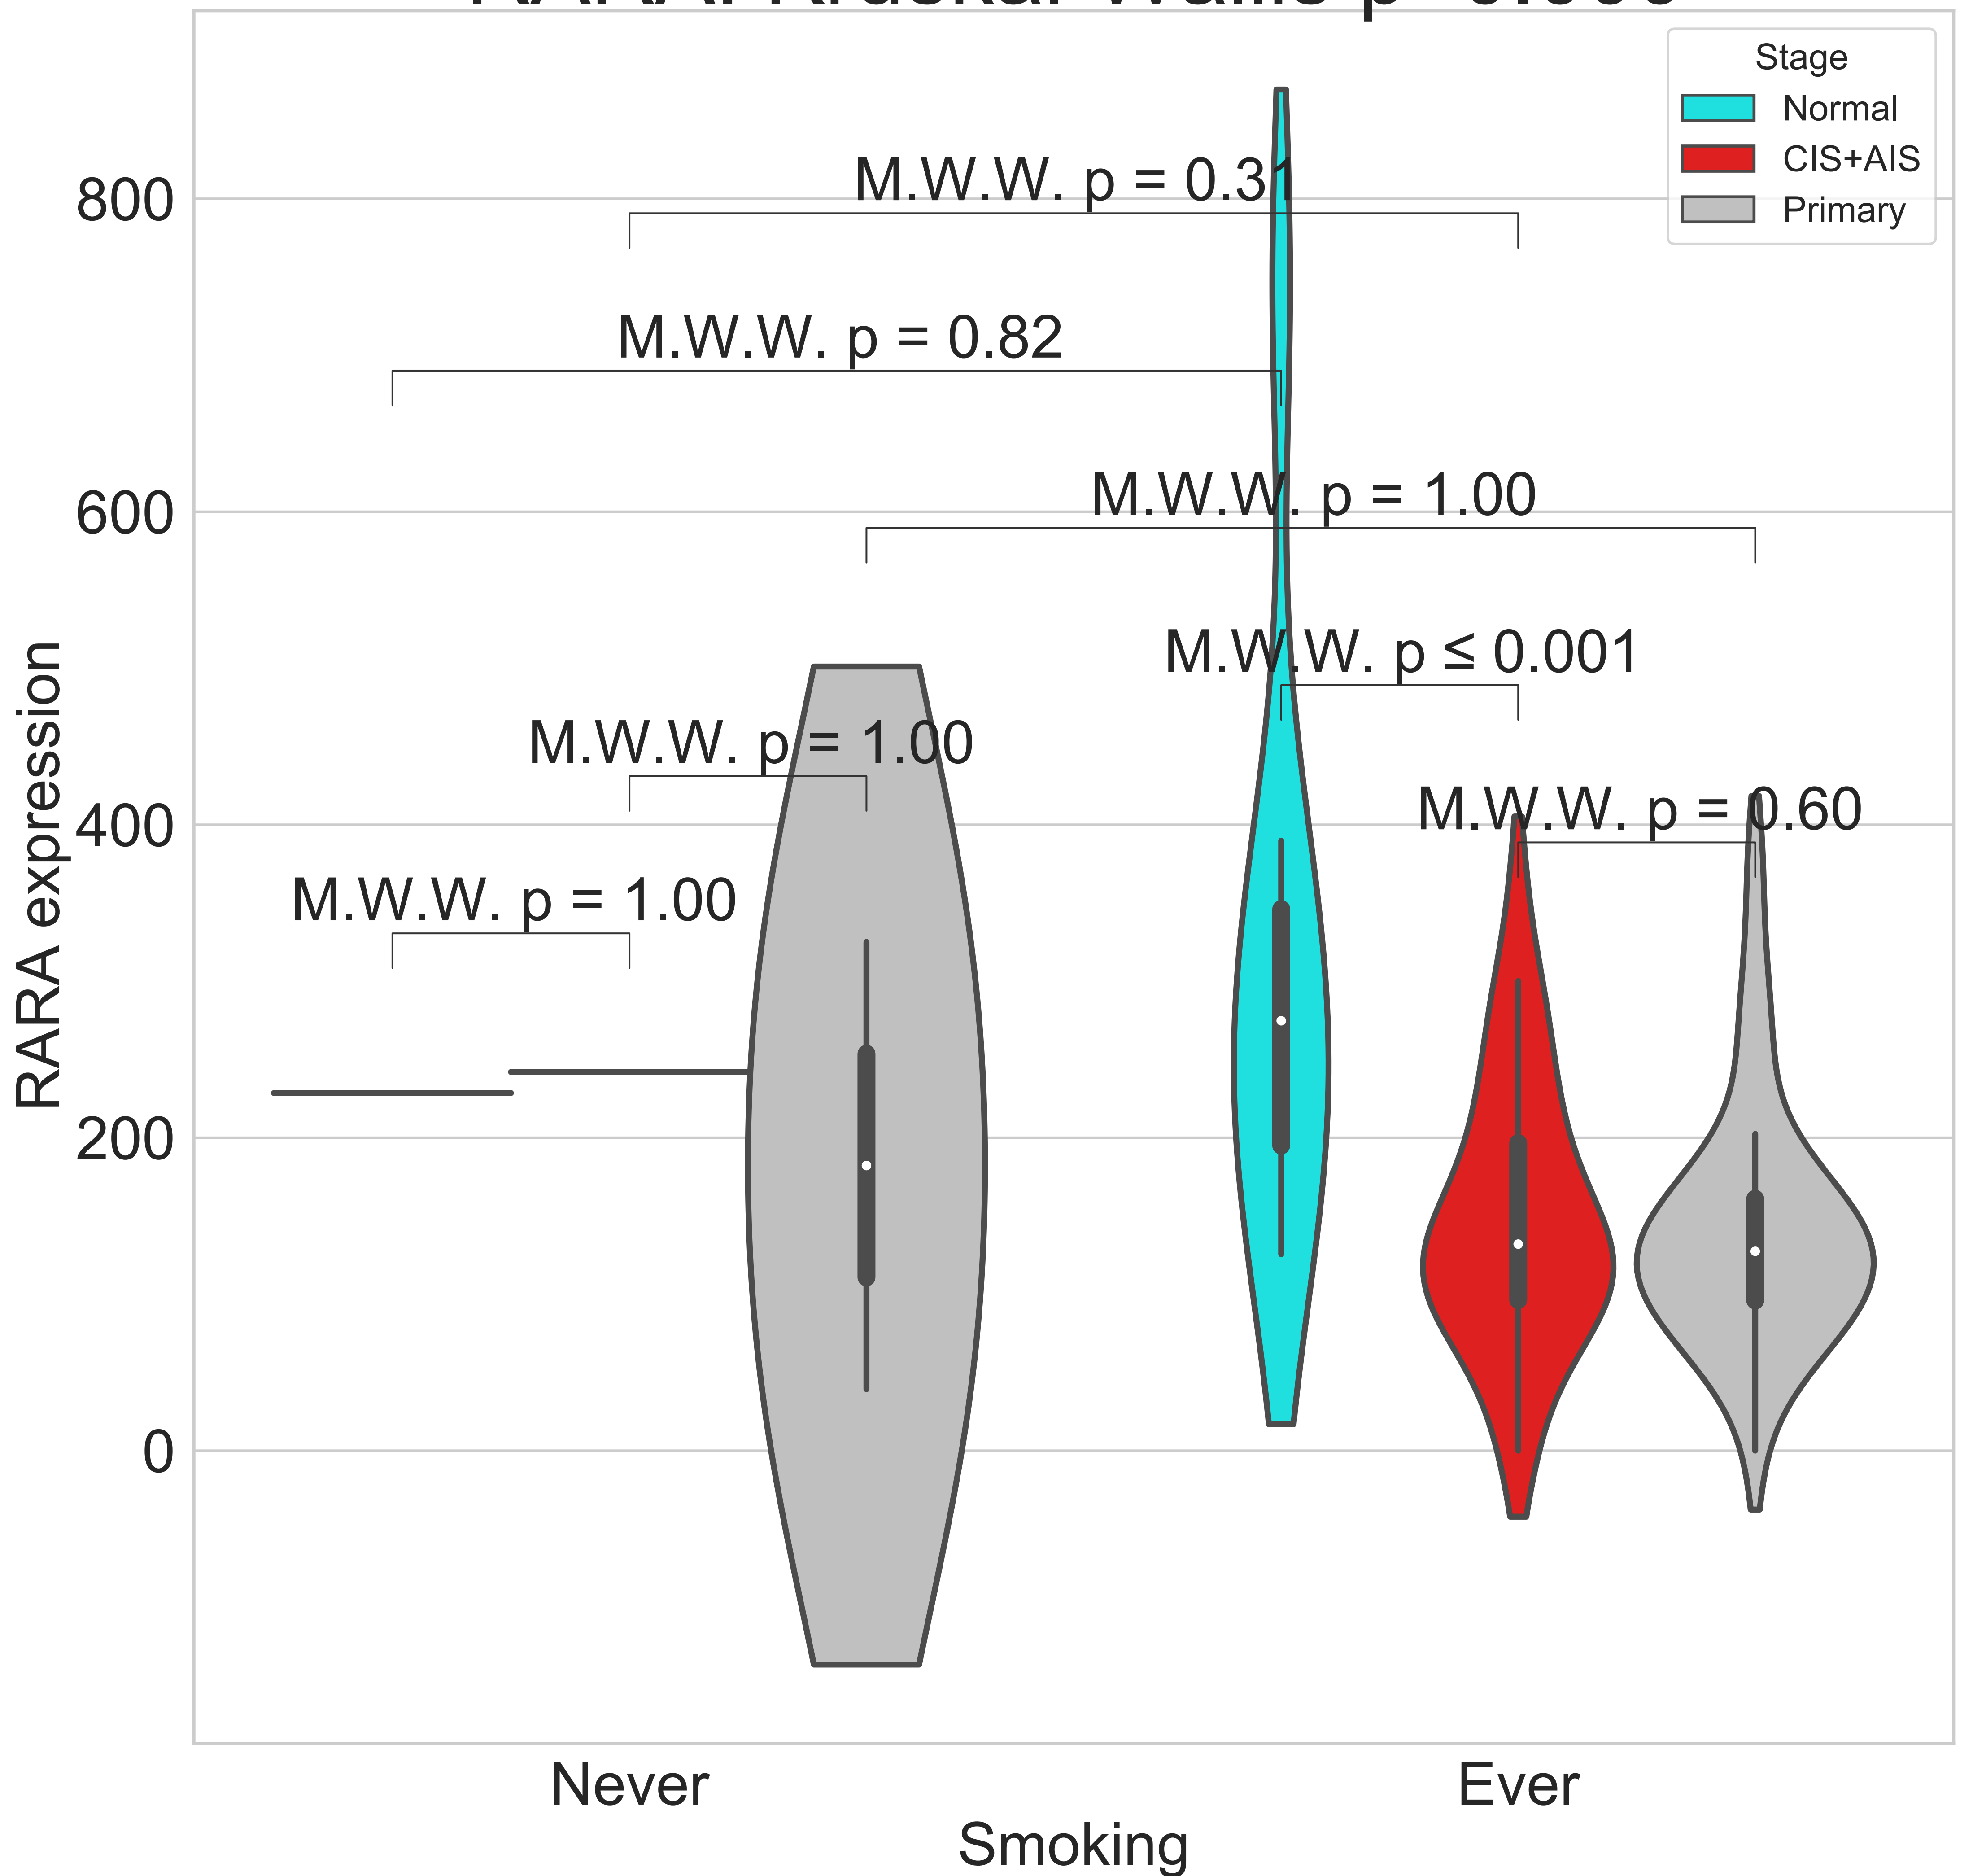 Stage
Normal
CIS+AIS
Primary
800
600
400
200
0
RARA expression
M.W.W. p = 0.31
M.W.W. p = 0.82
M.W.W. p = 1.00
M.W.W. p ≤ 0.001
M.W.W. p = 1.00
M.W.W. p = 0.60
M.W.W. p = 1.00
Never
Ever
Smoking